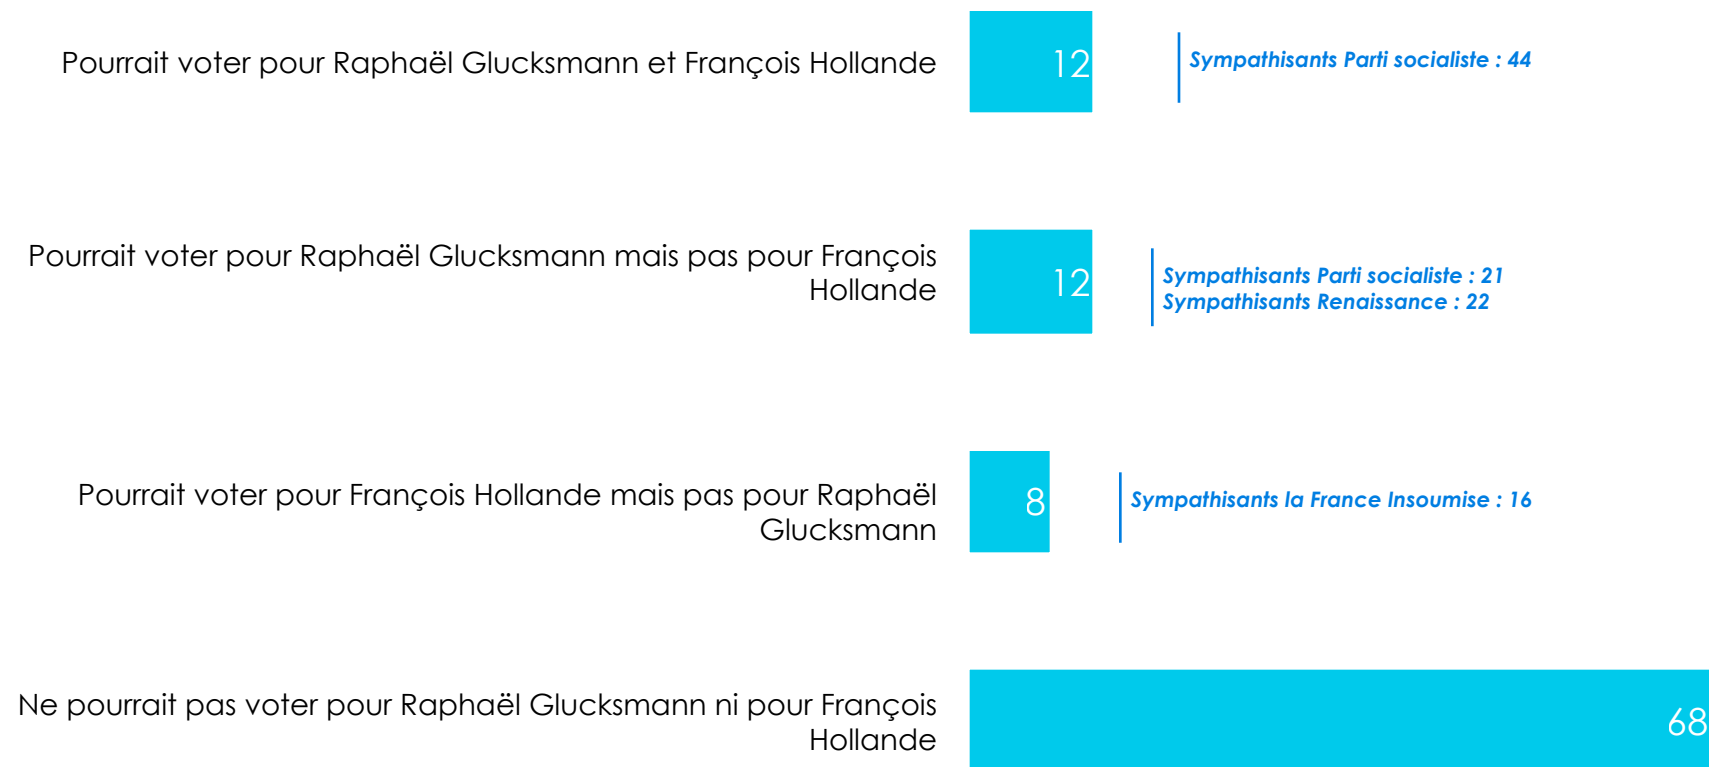 Pourrait voter pour Raphaël Glucksmann et François Hollande
12
Sympathisants Parti socialiste : 44
Pourrait voter pour Raphaël Glucksmann mais pas pour François
Hollande
12
Sympathisants Parti socialiste : 21
Sympathisants Renaissance : 22
Pourrait voter pour François Hollande mais pas pour Raphaël
Glucksmann
8
Sympathisants la France Insoumise : 16
Ne pourrait pas voter pour Raphaël Glucksmann ni pour François
Hollande
68